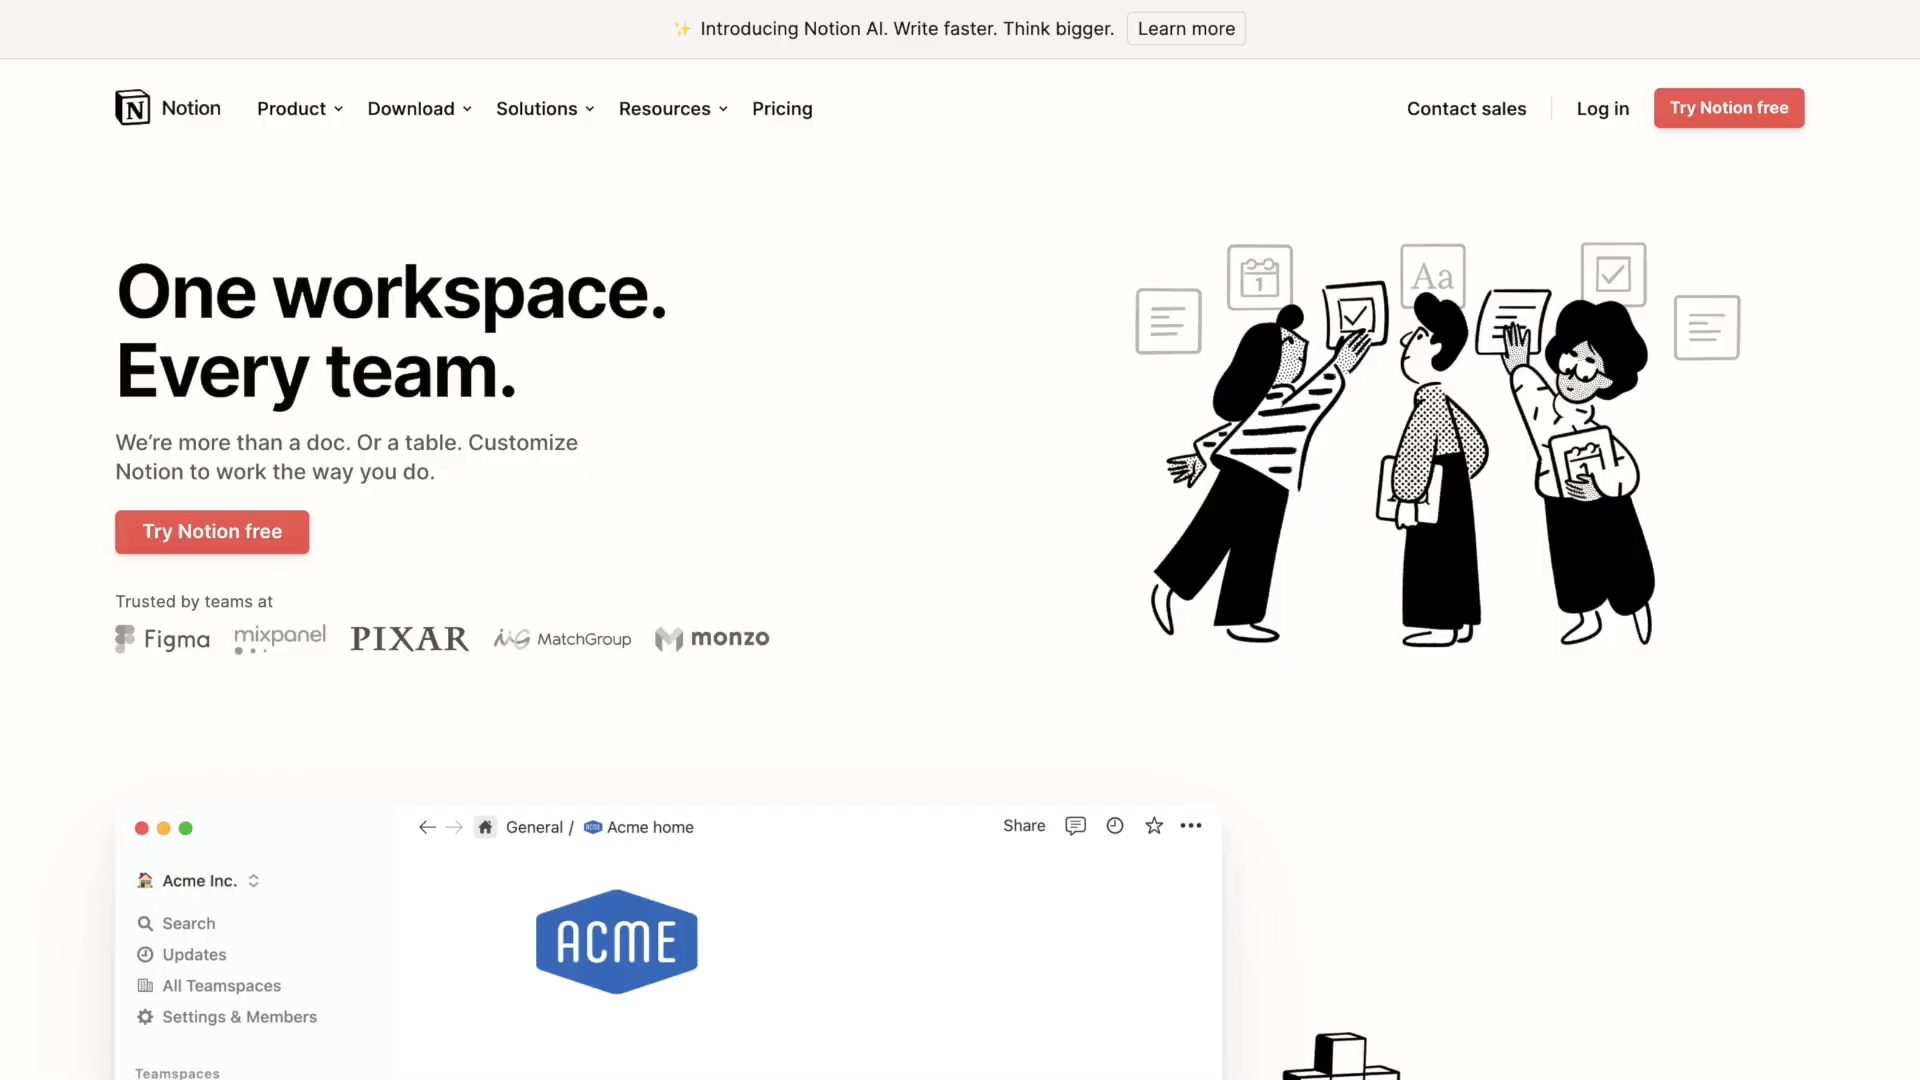 ✨ Introducing Notion AI. Write faster. Think bigger. Learn more
Notion Product Download Solutions Resources Pricing Contact sales Log in Try Notion free
One workspace.
Every team.
We’re more than a doc. Or a table. Customize
Notion to work the way you do.
Try Notion free
Trusted by teams at
Figma mixpanel PIXAR MatchGroup monzo
1
Aa
General / ACME Acme home Share
Acme Inc.
Search
Updates
All Teamspaces
Settings & Members
Teamspaces
ACME